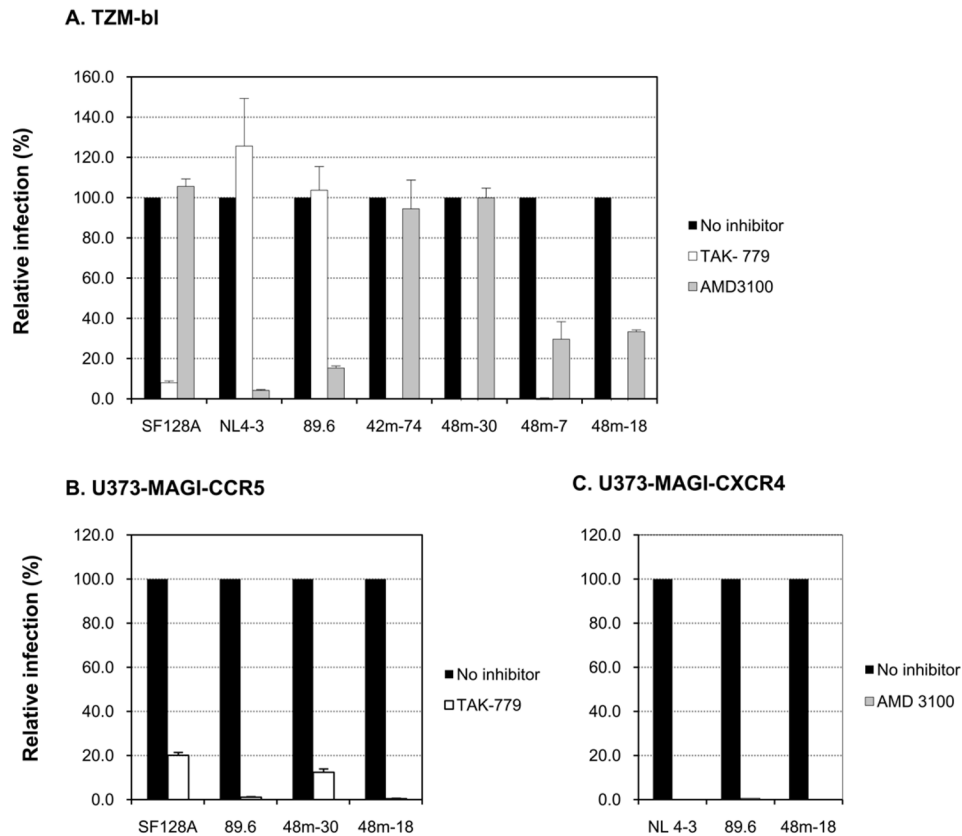 A. TZM-bl
Relative infection (%)
160.0
140.0
120.0
100.0
80.0
60.0
40.0
20.0
0.0
SF128A NL4-3 89.6 42m-74 48m-30 48m-7 48m-18
No inhibitor
TAK- 779
AMD3100
B. U373-MAGI-CCR5
Relative infection (%)
120.0
100.0
80.0
60.0
40.0
20.0
0.0
SF128A 89.6 48m-30 48m-18
No inhibitor
TAK-779
C. U373-MAGI-CXCR4
120.0
100.0
80.0
60.0
40.0
20.0
0.0
NL 4-3 89.6 48m-18
No inhibitor
AMD 3100